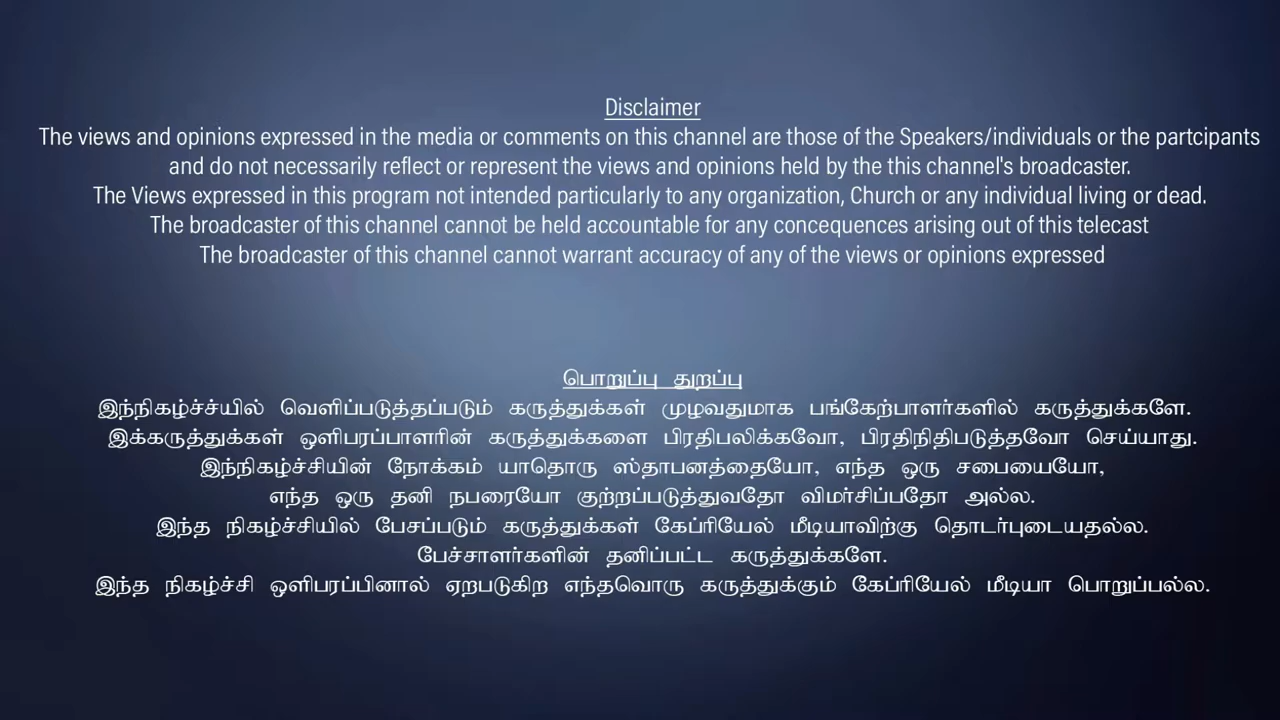 Disclaimer
The views and opinions expressed in the media or comments on this channel are those of the Speakers/individuals or the partcipants
and do not necessarily reflect or represent the views and opinions held by the this channel's broadcaster.
The Views expressed in this program not intended particularly to any organization, Church or any individual living or dead.
The broadcaster of this channel cannot be held accountable for any concequences arising out of this telecast
The broadcaster of this channel cannot warrant accuracy of any of the views or opinions expressed
பொறுப்பு துறப்பு
இந்நிகழ்ச்ச்யில் வெளிப்படுத்தப்படும் கருத்துக்கள் முழவதுமாக பங்கேற்பாளர்களில் கருத்துக்களே.
இக்கருத்துக்கள் ஒளிபரப்பாளரின் கருத்துக்களை பிரதிபலிக்கவோ, பிரதிநிதிபடுத்தவோ செய்யாது.
இந்நிகழ்ச்சியின் நோக்கம் யாதொரு ஸ்தாபனத்தையோ, எந்த ஒரு சபையையோ,
எந்த ஒரு தனி நபரையோ குற்றப்படுத்துவதோ விமர்சிப்பதோ அல்ல.
இந்த நிகழ்ச்சியில் பேசப்படும் கருத்துக்கள் கேப்ரியேல் மீடியாவிற்கு தொடர்புடையதல்ல.
பேச்சாளர்களின் தனிப்பட்ட கருத்துக்களே.
இந்த நிகழ்ச்சி ஒளிபரப்பினால் ஏறபடுகிற எந்தவொரு கருத்துக்கும் கேப்ரியேல் மீடியா பொறுப்பல்ல.